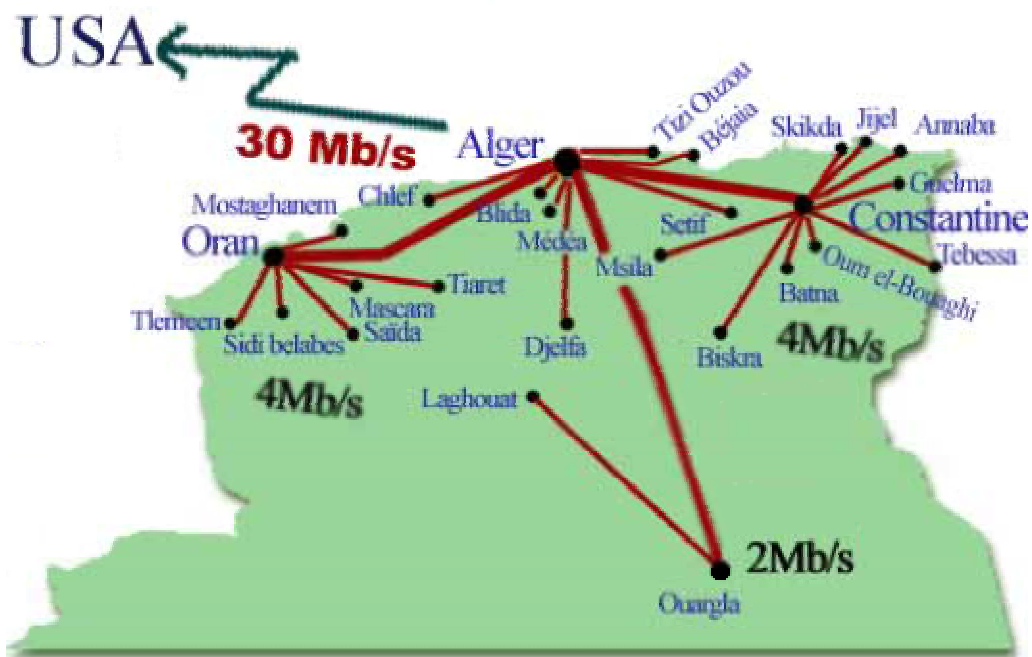 USA
30 Mb/s
Alger
Tizi Ouzou
Béjaia
Skikda
Jijel
Annaba
Guelma
Constantine
Tebessa
Oum el-Bouaghi
Batna
Biskra
4Mb/s
Setif
Msila
Chlef
Blida
Médéa
Djelfa
Mostaghanem
Oran
Tiaret
Mascara
Saïda
Sidi belabes
Tlemcen
4Mb/s
Laghouat
2Mb/s
Ouargla